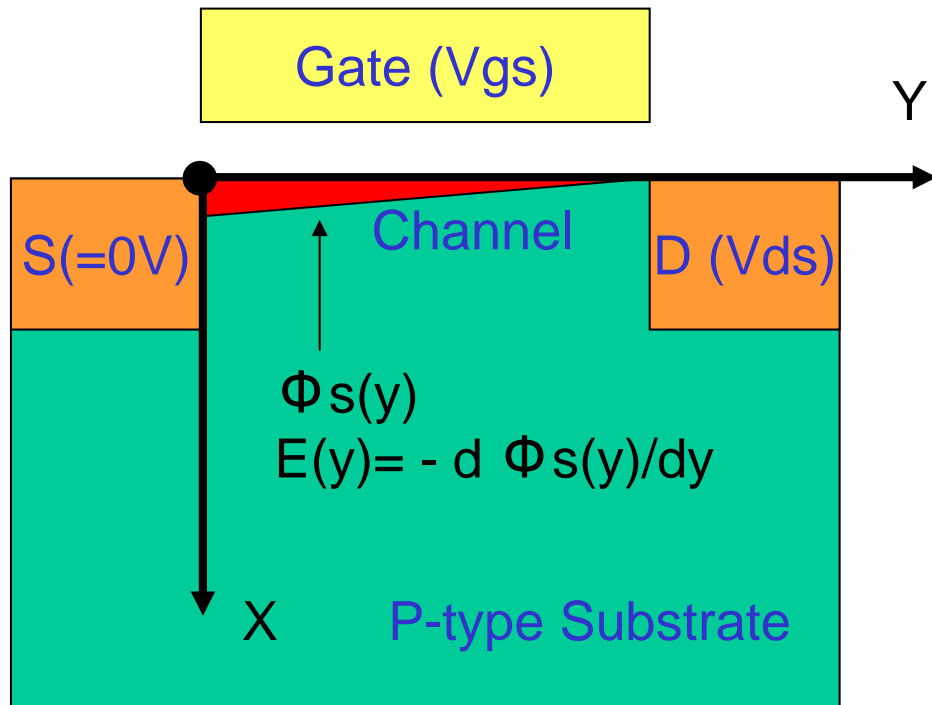 Gate (Vgs)
Y
S(=0V)
Channel
D (Vds)
Φs(y)
E(y)= - d Φs(y)/dy
X
P-type Substrate